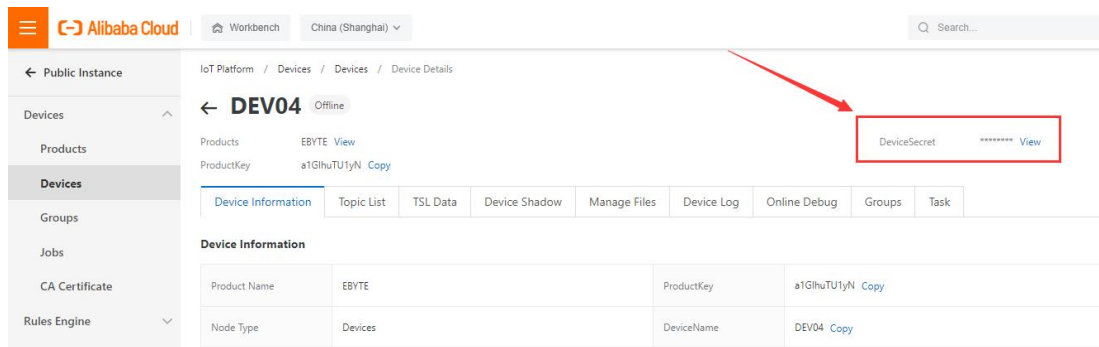 Alibaba Cloud Workbench China (Shanghai) Search...
Public Instance
IoT Platform / Devices / Devices / Device Details
Devices
DEV04 Offline
Products
Products EBYTE View
DeviceSecret ******** View
ProductKey a1GIhuTU1yN Copy
Devices
Device Information Topic List TSL Data Device Shadow Manage Files Device Log Online Debug Groups Task
Groups
Device Information
Jobs
CA Certificate
Product Name EBYTE ProductKey a1GIhuTU1yN Copy
Rules Engine
Node Type Devices DeviceName DEV04 Copy